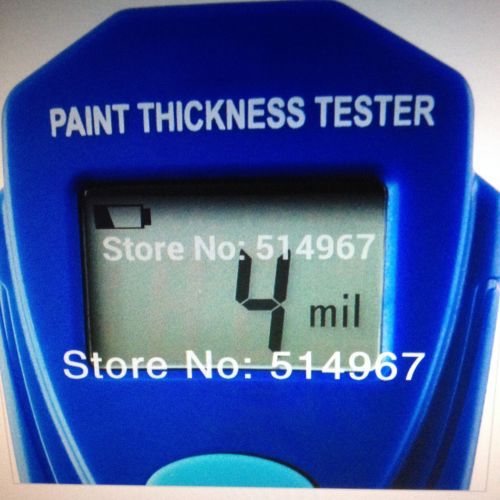 PAINT THICKNESS TESTER
Store No: 514967
4 mil
Store No: 514967